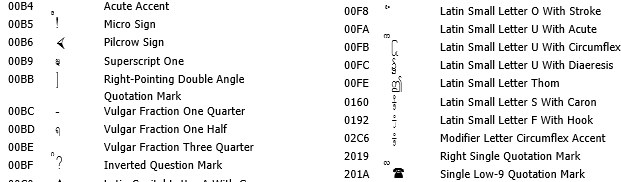 00B4 Acute Accent
00B5 ! Micro Sign
00B6 Pilcrow Sign
00B9 Superscript One
00BB ] Right-Pointing Double Angle
Quotation Mark
00BC - Vulgar Fraction One Quarter
00BD Vulgar Fraction One Half
00BE Vulgar Fraction Three Quarter
00BF ? Inverted Question Mark
00F8 Latin Small Letter O With Stroke
00FA Latin Small Letter U With Acute
00FB Latin Small Letter U With Circumflex
00FC Latin Small Letter U With Diaeresis
00FE Latin Small Letter Thom
0160 Latin Small Letter S With Caron
0192 Latin Small Letter F With Hook
02C6 Modifier Letter Circumflex Accent
2019 Right Single Quotation Mark
201A ☎ Single Low-9 Quotation Mark